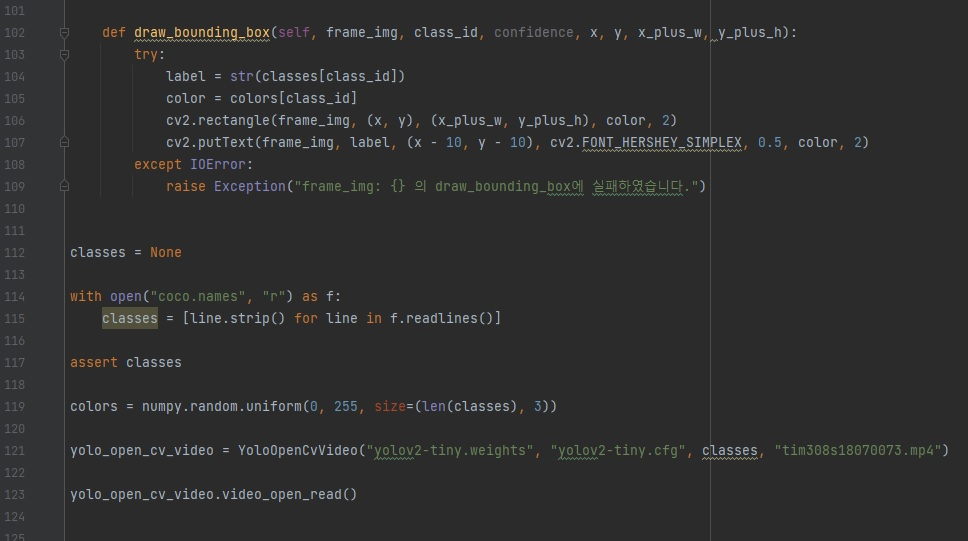 101
102 def draw_bounding_box(self, frame_img, class_id, confidence, x, y, x_plus_w, y_plus_h):
103 try:
104 label = str(classes[class_id])
105 color = colors[class_id]
106 cv2.rectangle(frame_img, (x, y), (x_plus_w, y_plus_h), color, 2)
107 cv2.putText(frame_img, label, (x - 10, y - 10), cv2.FONT_HERSHEY_SIMPLEX, 0.5, color, 2)
108 except IOError:
109 raise Exception("frame_img: {} 의 draw_bounding_box에 실패하였습니다.")
110
111
112 classes = None
113
114 with open("coco.names", "r") as f:
115 classes = [line.strip() for line in f.readlines()]
116
117 assert classes
118
119 colors = numpy.random.uniform(0, 255, size=(len(classes), 3))
120
121 yolo_open_cv_video = YoloOpenCvVideo("yolov2-tiny.weights", "yolov2-tiny.cfg", classes, "tim308s18070073.mp4")
122
123 yolo_open_cv_video.video_open_read()
124
125